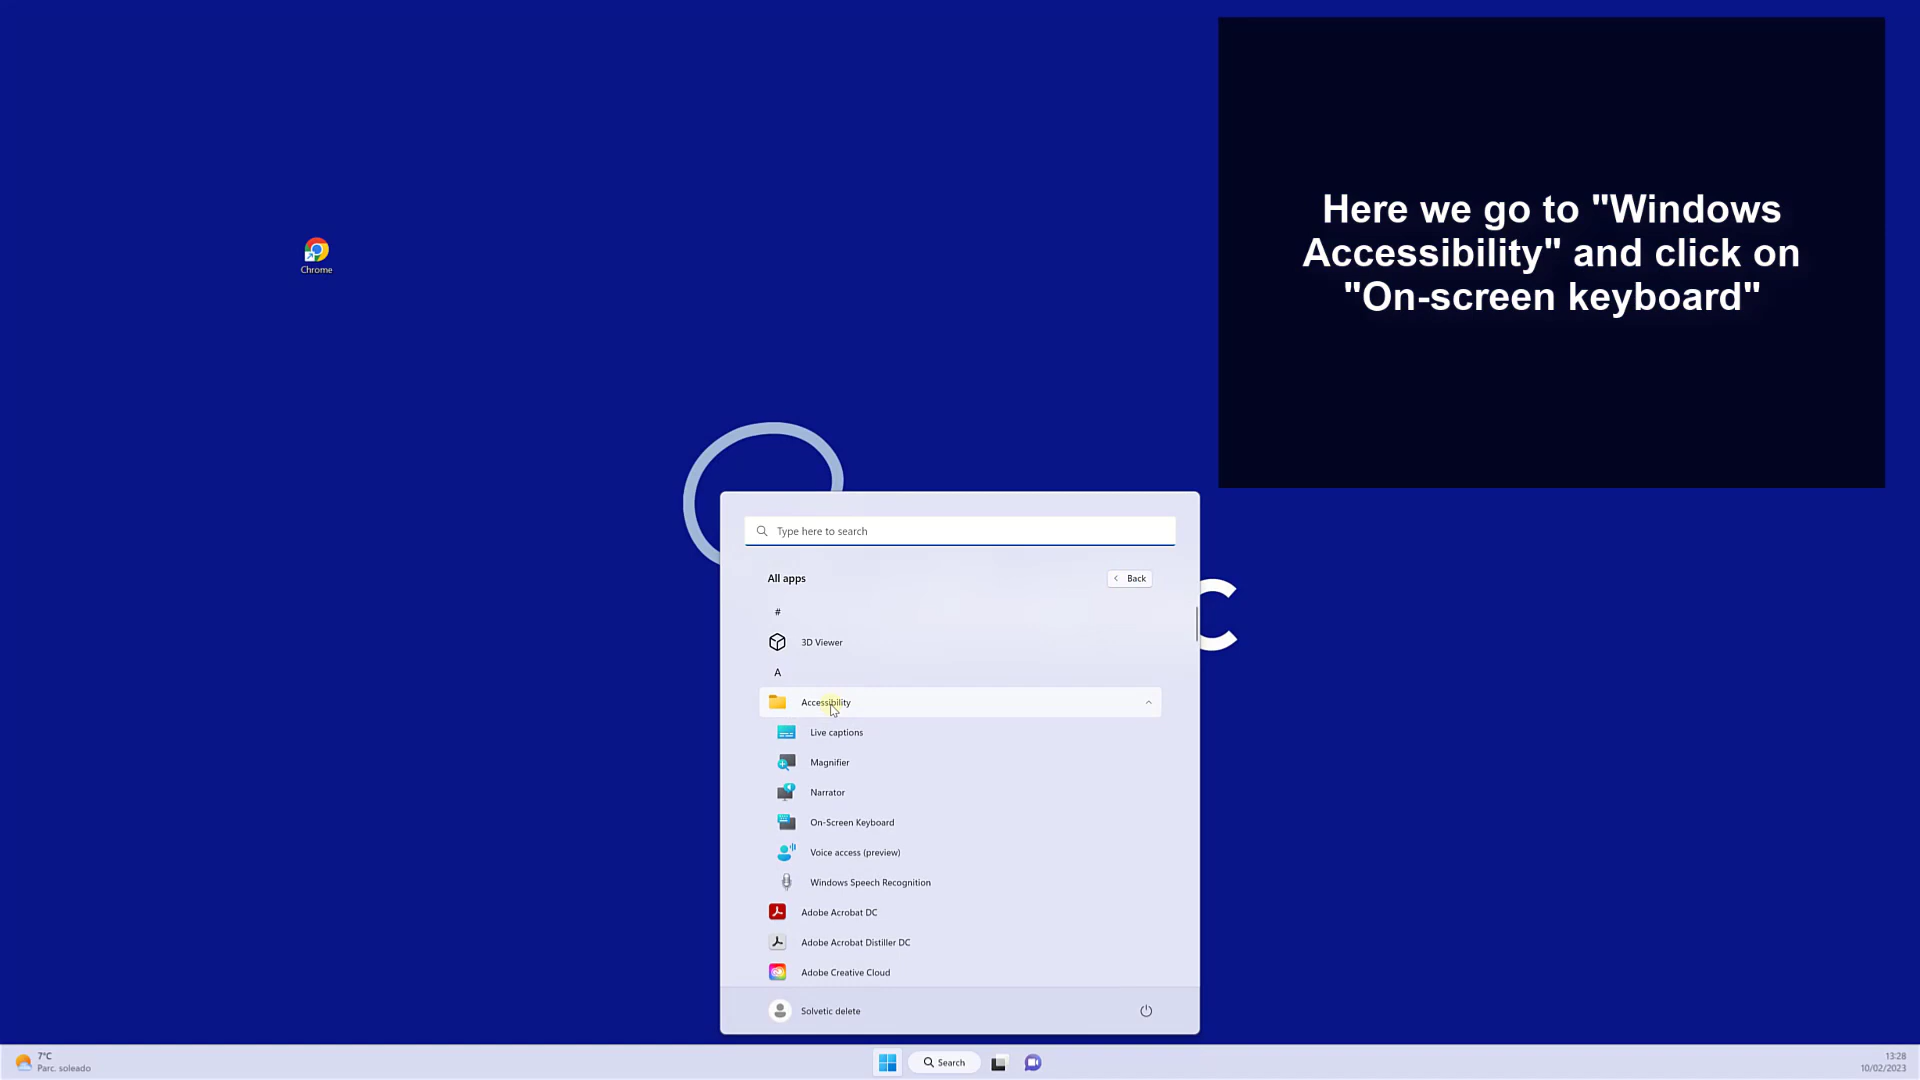 Here we go to "Windows
Accessibility" and click on
"On-screen keyboard"
Chrome
Type here to search
All apps
Back
#
3D Viewer
A
Accessibility
Live captions
Magnifier
Narrator
On-Screen Keyboard
Voice access (preview)
Windows Speech Recognition
Adobe Acrobat DC
Adobe Acrobat Distiller DC
Adobe Creative Cloud
Solvetic delete
C
7°C
Parc. soleado
Search
13:28
10/02/2023